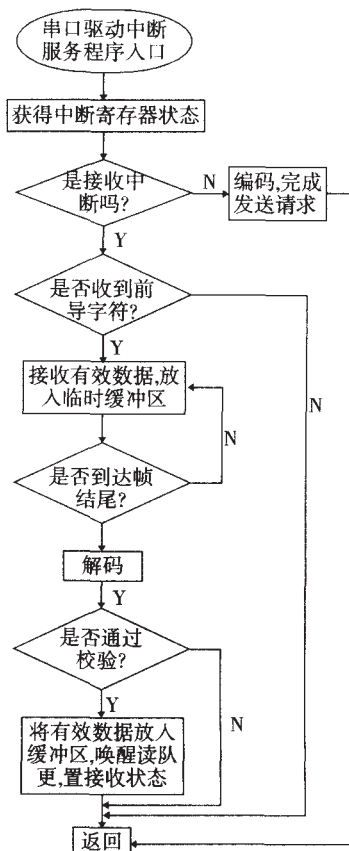 串口驱动中断
服务程序入口
获得中断寄存器状态
是接收中
断吗?
N
编码,完成
发送请求
Y
是否收到前
导字符?
Y
N
接收有效数据,放
入临时缓冲区
N
是否到达帧
结尾?
解码
Y
是否通过
校验?
Y
N
将有效数据放入
缓冲区,唤醒读队
更,置接收状态
返回